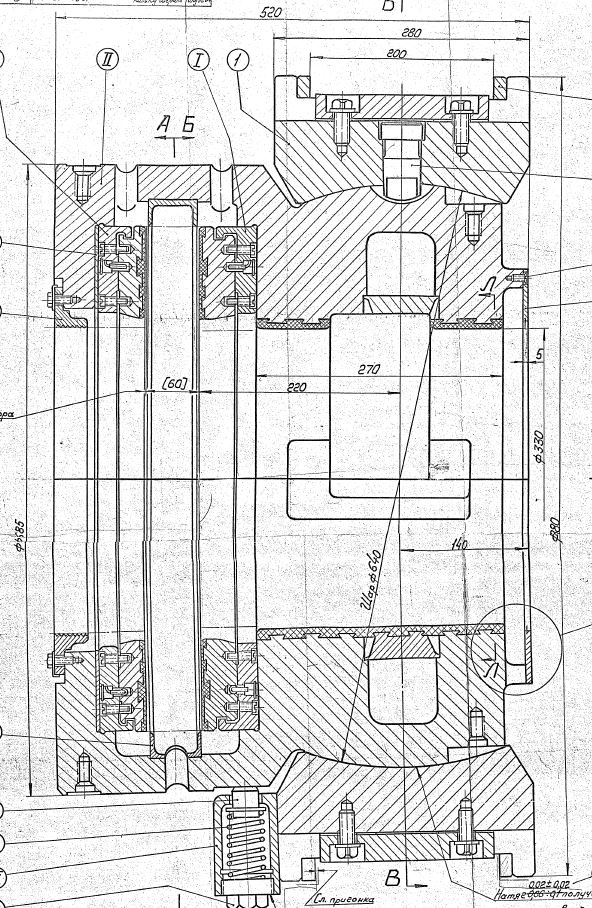 520
В
280
200
II
I
1
А Б
Л
5
270
[60]
220
ф330
ф585
ф880
140
Шар ф640
Л
В
Сл. пригонка
0,02±0,02